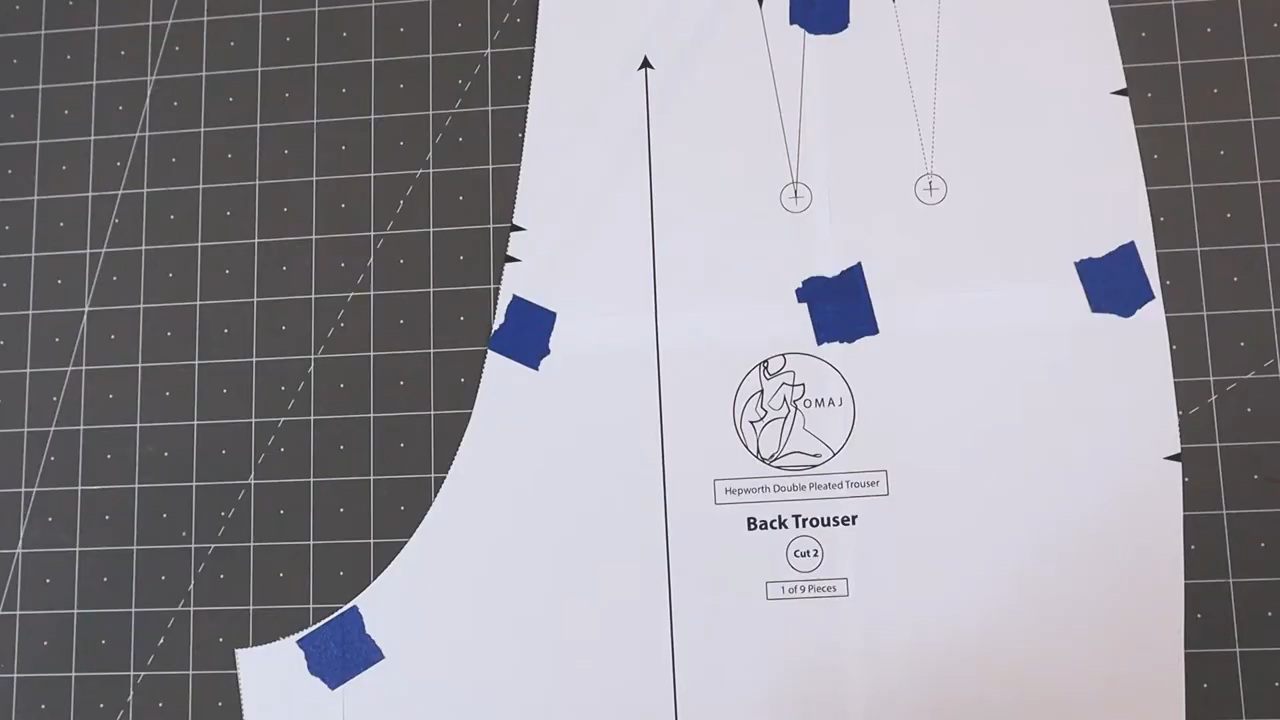 OMAJ
Hepworth Double Pleated Trouser
Back Trouser
Cut 2
1 of 9 Pieces